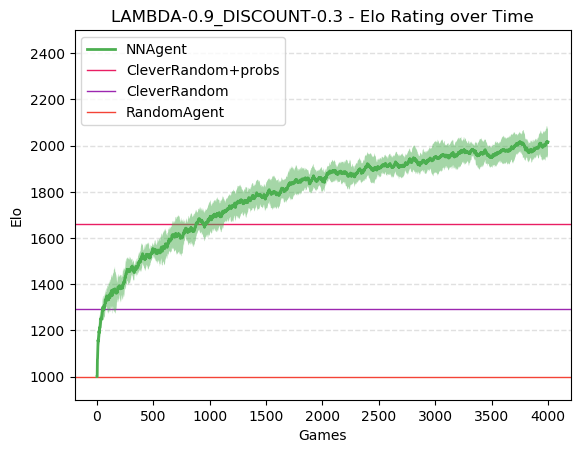 LAMBDA-0.9_DISCOUNT-0.3 - Elo Rating over Time
NNAgent
CleverRandom+probs
CleverRandom
RandomAgent
Elo
2400
2200
2000
1800
1600
1400
1200
1000
0 500 1000 1500 2000 2500 3000 3500 4000
Games